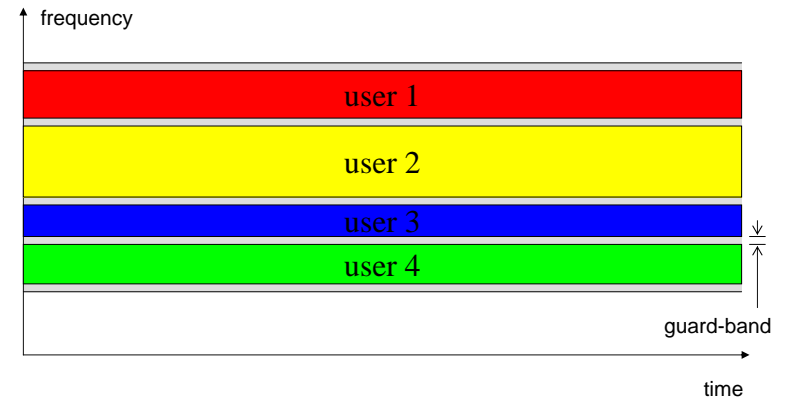 frequency
user 1
user 2
user 3
user 4
guard-band
time